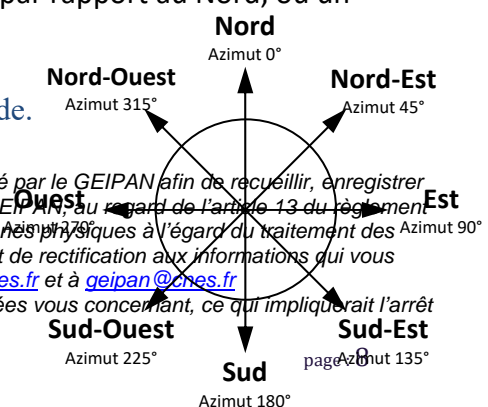 par rapport au Nord, ou un
Nord
Azimut 0°
Nord-Ouest
Azimut 315°
Nord-Est
Azimut 45°
de.
é par le GEIPAN afin de recueillir, enregistrer
Ouest
Est
EIPAN, au regard de l'article 13 du règlement
Azimut 270°
nes physiques à l'égard du traitement des
Azimut 90°
t de rectification aux informations qui vous
es.fr et à geipan@cnes.fr
ées vous concernant, ce qui impliquerait l'arrêt
Sud-Ouest
Azimut 225°
Sud-Est
Azimut 135°
page : 8
Sud
Azimut 180°